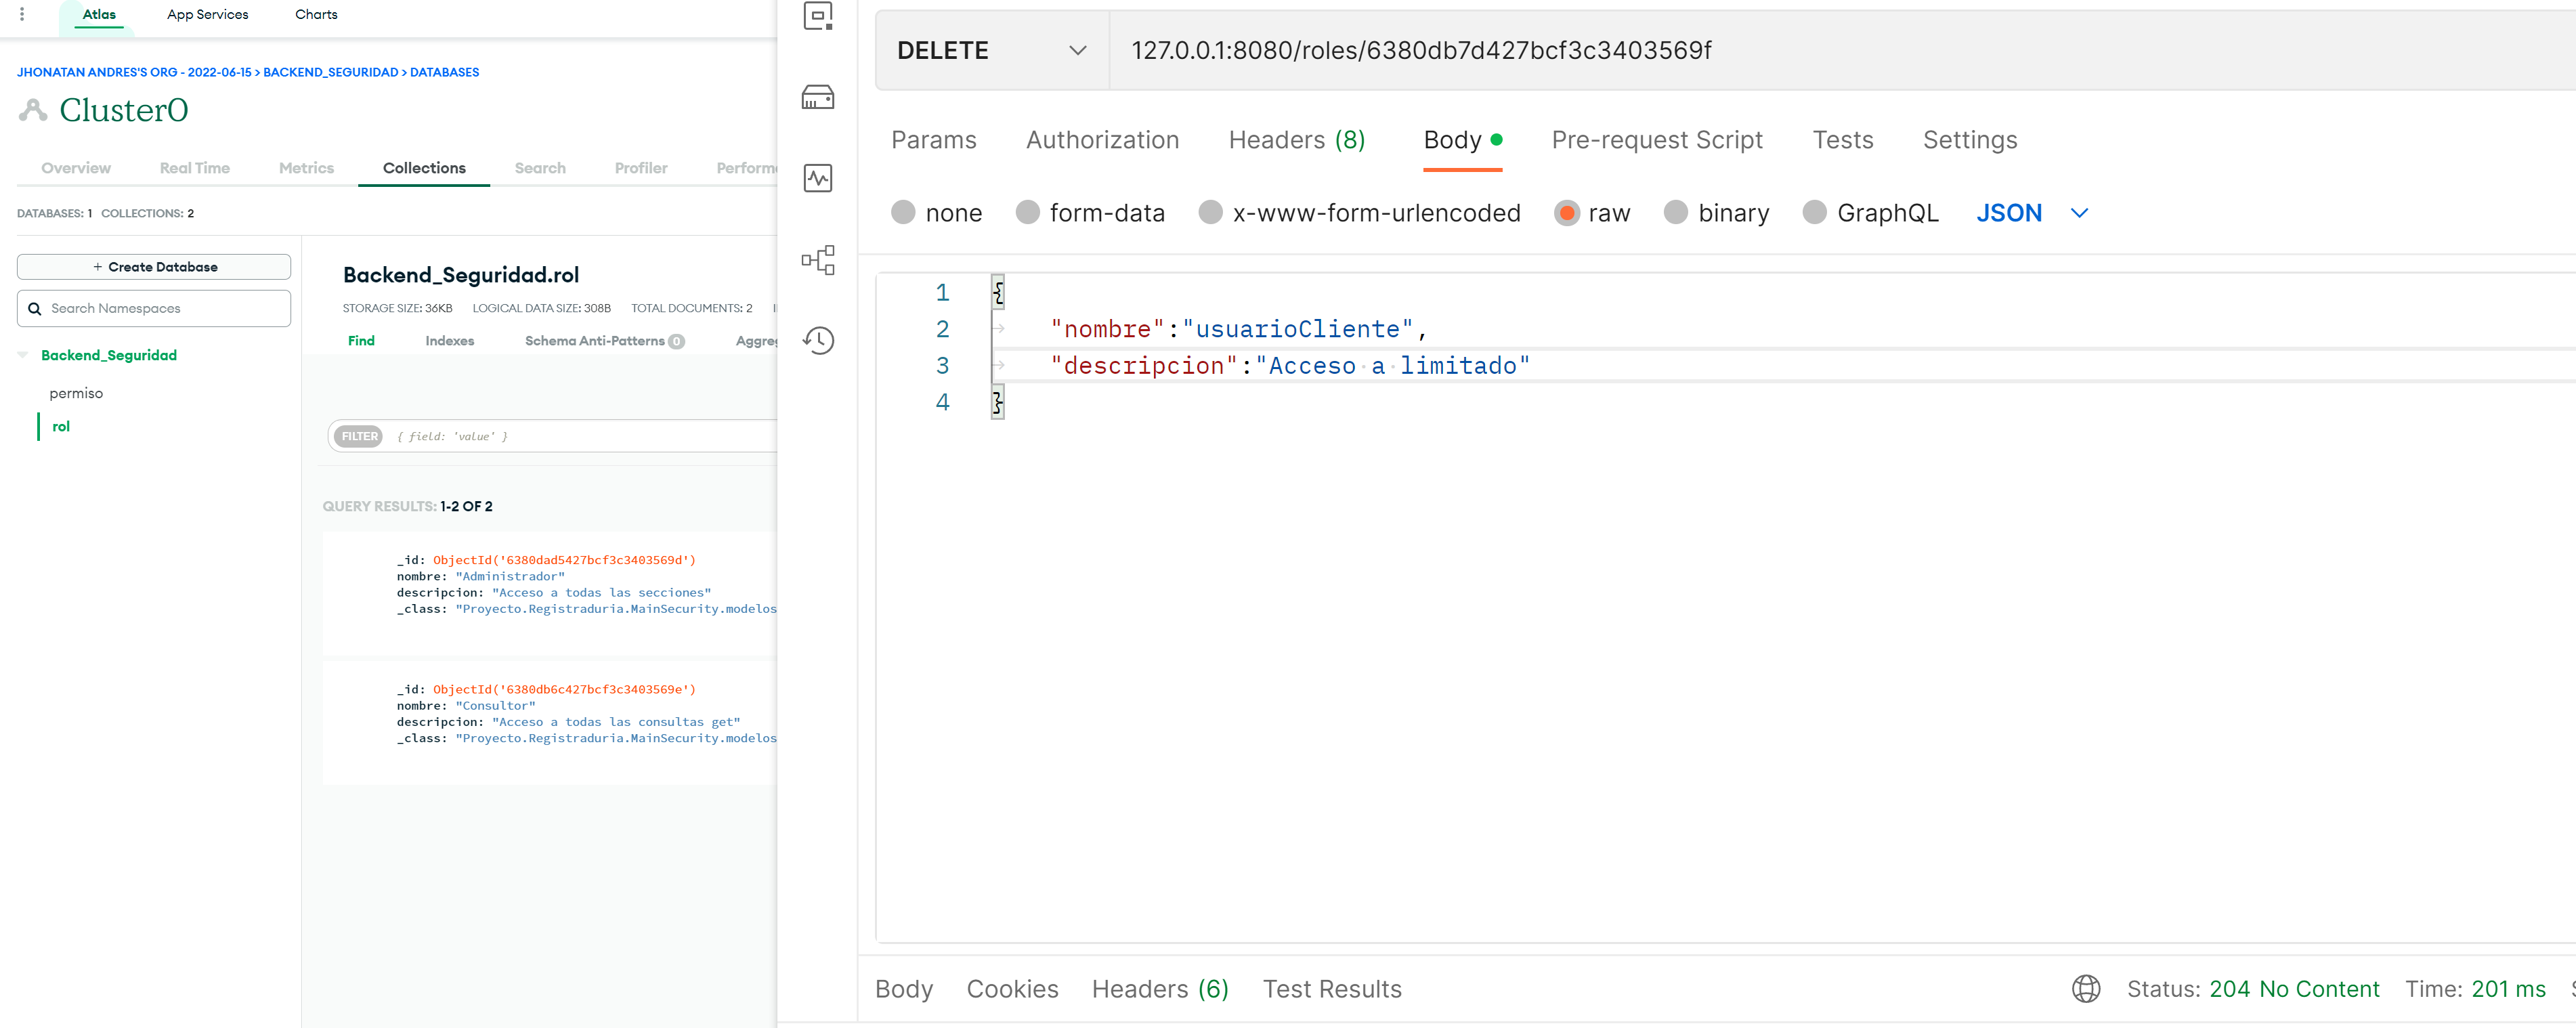 Atlas App Services Charts
JHONATAN ANDRES'S ORG - 2022-06-15 > BACKEND_SEGURIDAD > DATABASES
Cluster0
Overview Real Time Metrics Collections Search Profiler Perform
DATABASES: 1 COLLECTIONS: 2
+ Create Database
Search Namespaces
Backend_Seguridad
permiso
rol
Backend_Seguridad.rol
STORAGE SIZE: 36KB LOGICAL DATA SIZE: 308B TOTAL DOCUMENTS: 2
Find Indexes Schema Anti-Patterns 0 Aggre
FILTER { field: 'value' }
QUERY RESULTS: 1-2 OF 2
_id: ObjectId('6380dad5427bcf3c3403569d')
nombre: "Administrador"
descripcion: "Acceso a todas las secciones"
_class: "Proyecto.Registraduria.MainSecurity.modelos
_id: ObjectId('6380db6c427bcf3c3403569e')
nombre: "Consultor"
descripcion: "Acceso a todas las consultas get"
_class: "Proyecto.Registraduria.MainSecurity.modelos
DELETE 127.0.0.1:8080/roles/6380db7d427bcf3c3403569f
Params Authorization Headers (8) Body Pre-request Script Tests Settings
none form-data x-www-form-urlencoded raw binary GraphQL JSON
1 {
2 "nombre":"usuarioCliente",
3 "descripcion":"Acceso a limitado"
4 }
Body Cookies Headers (6) Test Results Status: 204 No Content Time: 201 ms